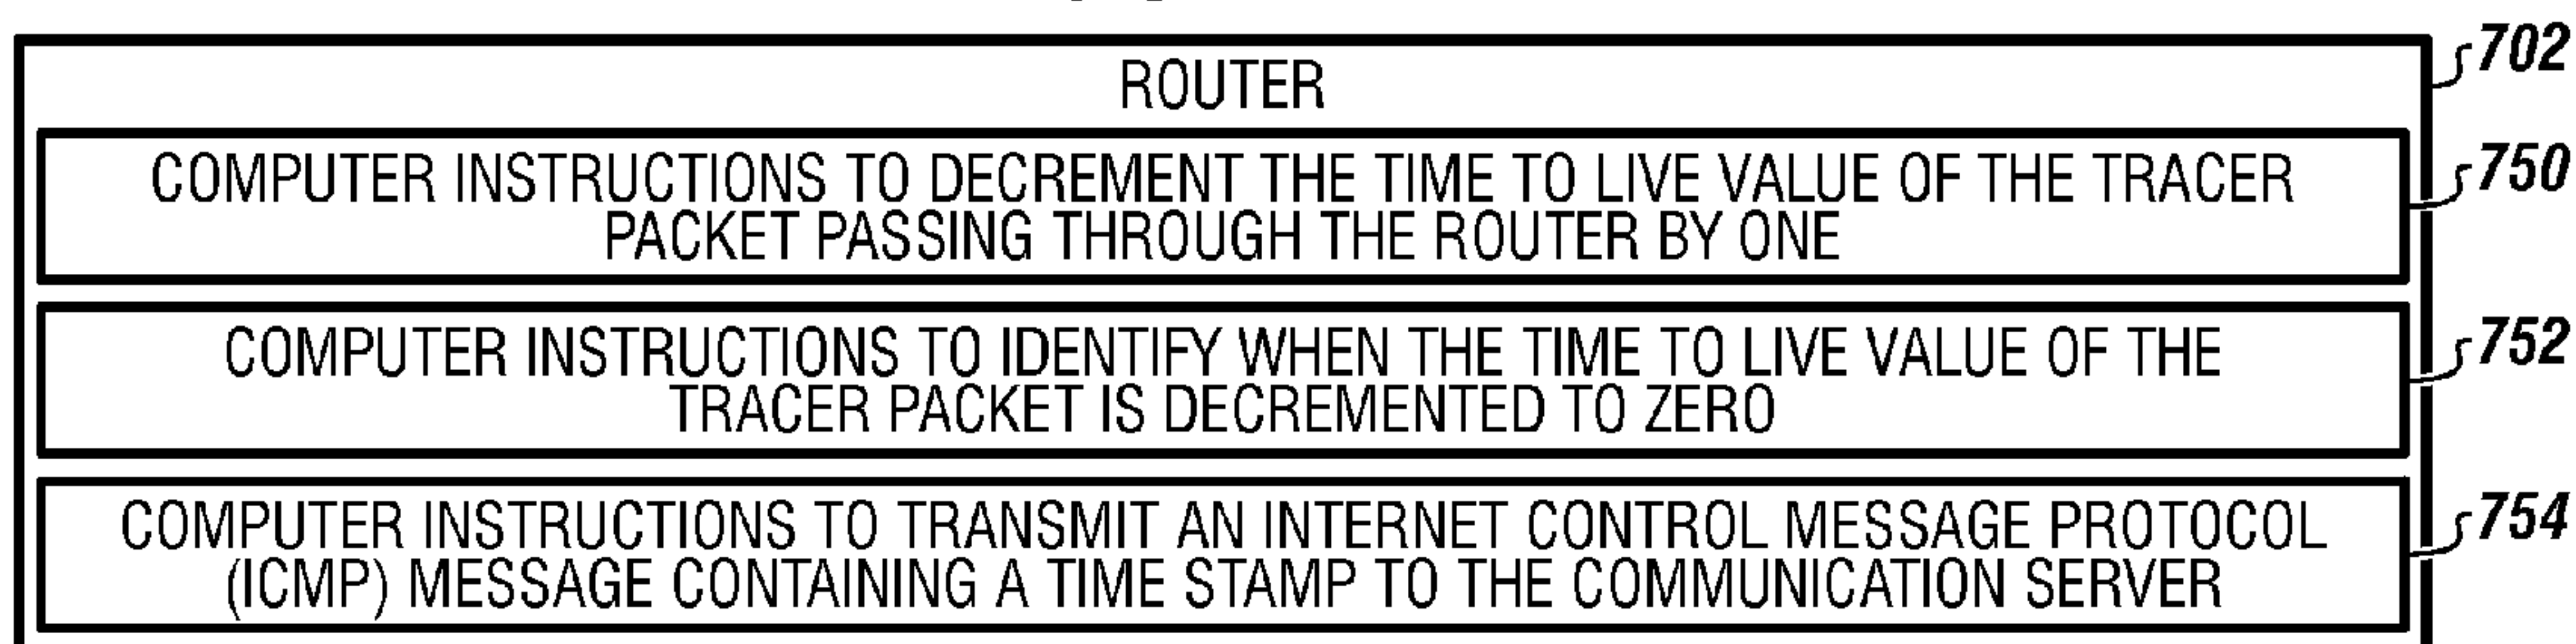 ROUTER
702
COMPUTER INSTRUCTIONS TO DECREMENT THE TIME TO LIVE VALUE OF THE TRACER
PACKET PASSING THROUGH THE ROUTER BY ONE
750
COMPUTER INSTRUCTIONS TO IDENTIFY WHEN THE TIME TO LIVE VALUE OF THE
TRACER PACKET IS DECREMENTED TO ZERO
752
COMPUTER INSTRUCTIONS TO TRANSMIT AN INTERNET CONTROL MESSAGE PROTOCOL
(ICMP) MESSAGE CONTAINING A TIME STAMP TO THE COMMUNICATION SERVER
754